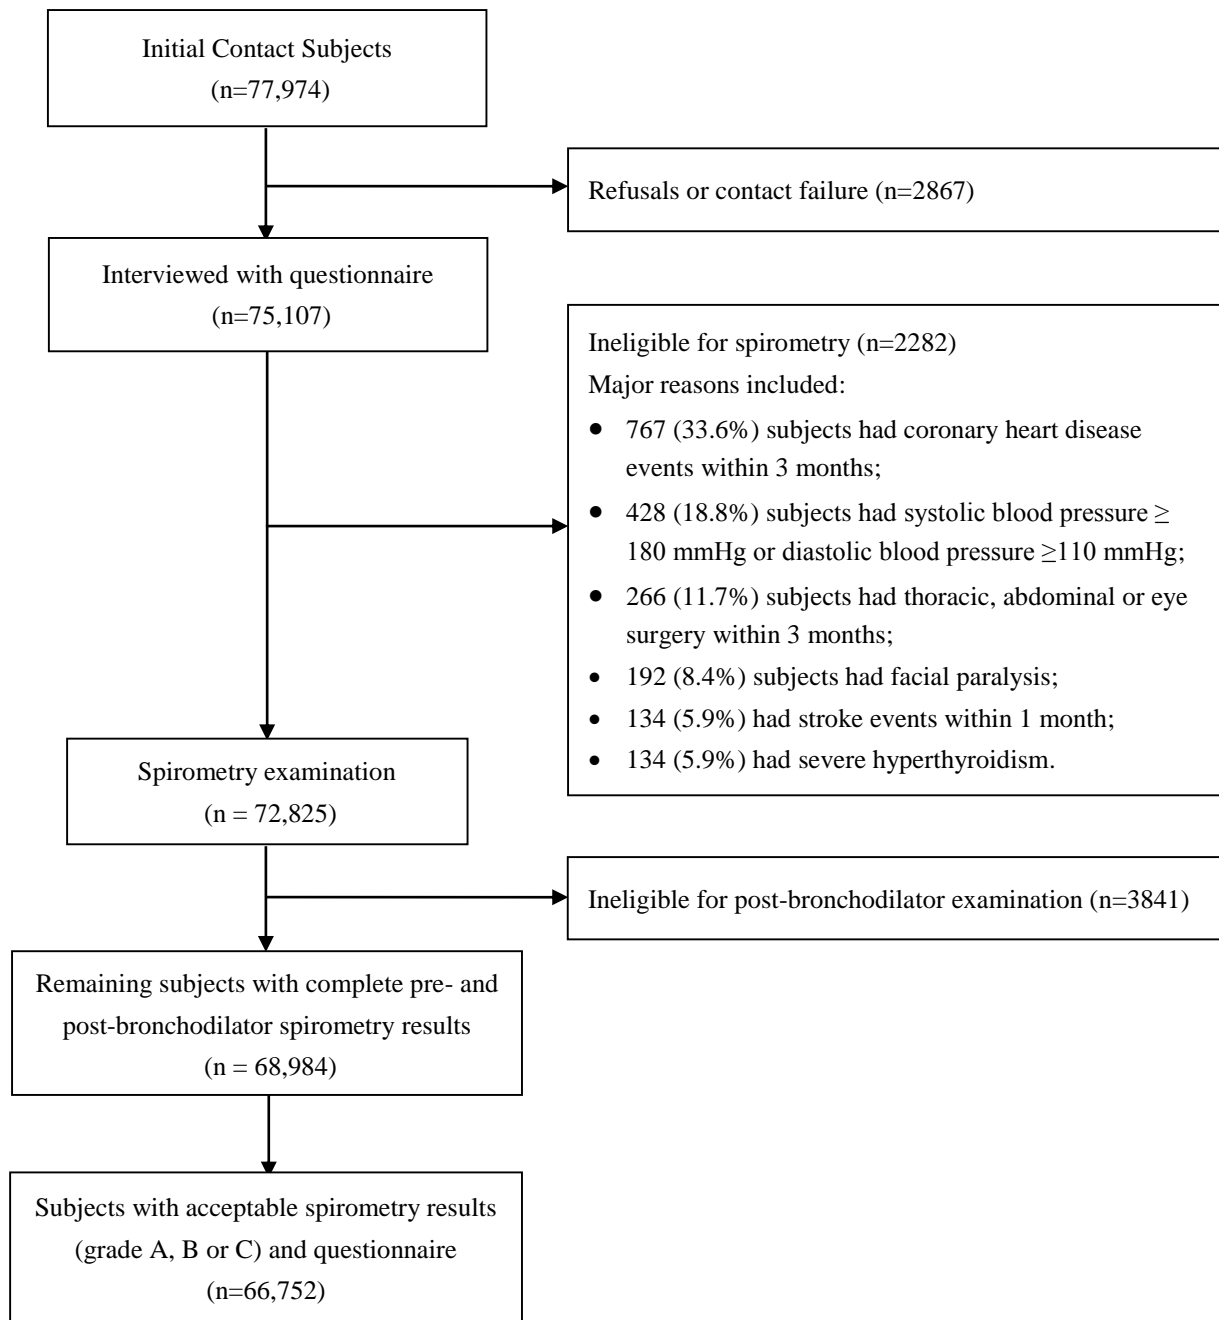 Initial Contact Subjects
(n=77,974)
Refusals or contact failure (n=2867)
Interviewed with questionnaire
(n=75,107)
Ineligible for spirometry (n=2282)
Major reasons included:
● 767 (33.6%) subjects had coronary heart disease
events within 3 months;
● 428 (18.8%) subjects had systolic blood pressure ≥
180 mmHg or diastolic blood pressure ≥110 mmHg;
● 266 (11.7%) subjects had thoracic, abdominal or eye
surgery within 3 months;
● 192 (8.4%) subjects had facial paralysis;
● 134 (5.9%) had stroke events within 1 month;
● 134 (5.9%) had severe hyperthyroidism.
Spirometry examination
(n = 72,825)
Ineligible for post-bronchodilator examination (n=3841)
Remaining subjects with complete pre- and
post-bronchodilator spirometry results
(n = 68,984)
Subjects with acceptable spirometry results
(grade A, B or C) and questionnaire
(n=66,752)